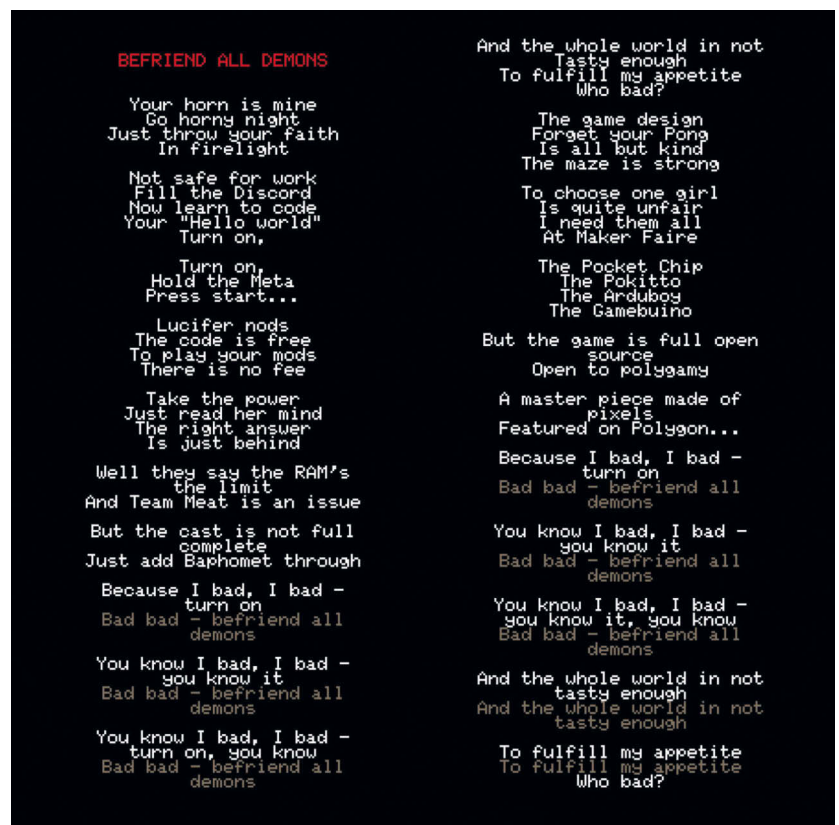 BEFRIEND ALL DEMONS
Your horn is mine
Go horny night
Just throw your faith
In firelight
Not safe for work
Fill the Discord
Now learn to code
Your "Hello world"
Turn on,
Turn on,
Hold the Meta
Press start...
Lucifer nods
The code is free
To play your mods
There is no fee
Take the power
Just read her mind
The right answer
Is just behind
Well they say the RAM's
the limit
And Team Meat is an issue
But the cast is not full
complete
Just add Baphomet through
Because I bad, I bad -
turn on
Bad bad - befriend all
demons
You know I bad, I bad -
you know it
Bad bad - befriend all
demons
You know I bad, I bad -
turn on, you know
Bad bad - befriend all
demons
And the whole world in not
Tasty enough
To fulfill my appetite
Who bad?
The game design
Forget your Pong
Is all but kind
The maze is strong
To choose one girl
Is quite unfair
I need them all
At Maker Faire
The Pocket Chip
The Pokitto
The Arduboy
The Gamebuino
But the game is full open
source
Open to polygamy
A master piece made of
pixels
Featured on Polygon...
Because I bad, I bad -
turn on
Bad bad - befriend all
demons
You know I bad, I bad -
you know it
Bad bad - befriend all
demons
You know I bad, I bad -
you know it, you know
Bad bad - befriend all
demons
And the whole world in not
tasty enough
And the whole world in not
tasty enough
To fulfill my appetite
To fulfill my appetite
Who bad?